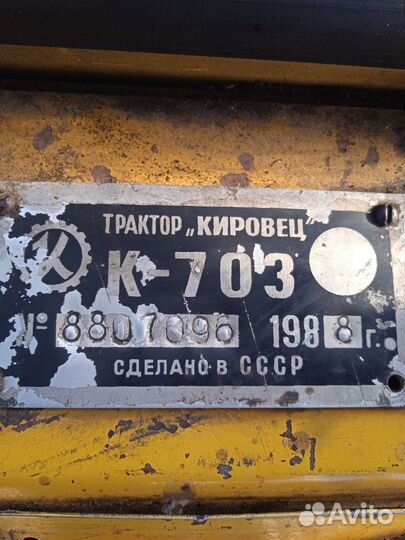 ТРАКТОР „КИРОВЕЦ"
К-703
№ 8807096 1988 г.
СДЕЛАНО В СССР
Avito